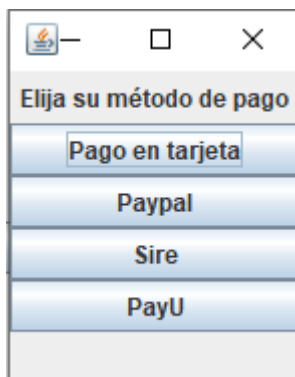 Elija su método de pago
Pago en tarjeta
Paypal
Sire
PayU